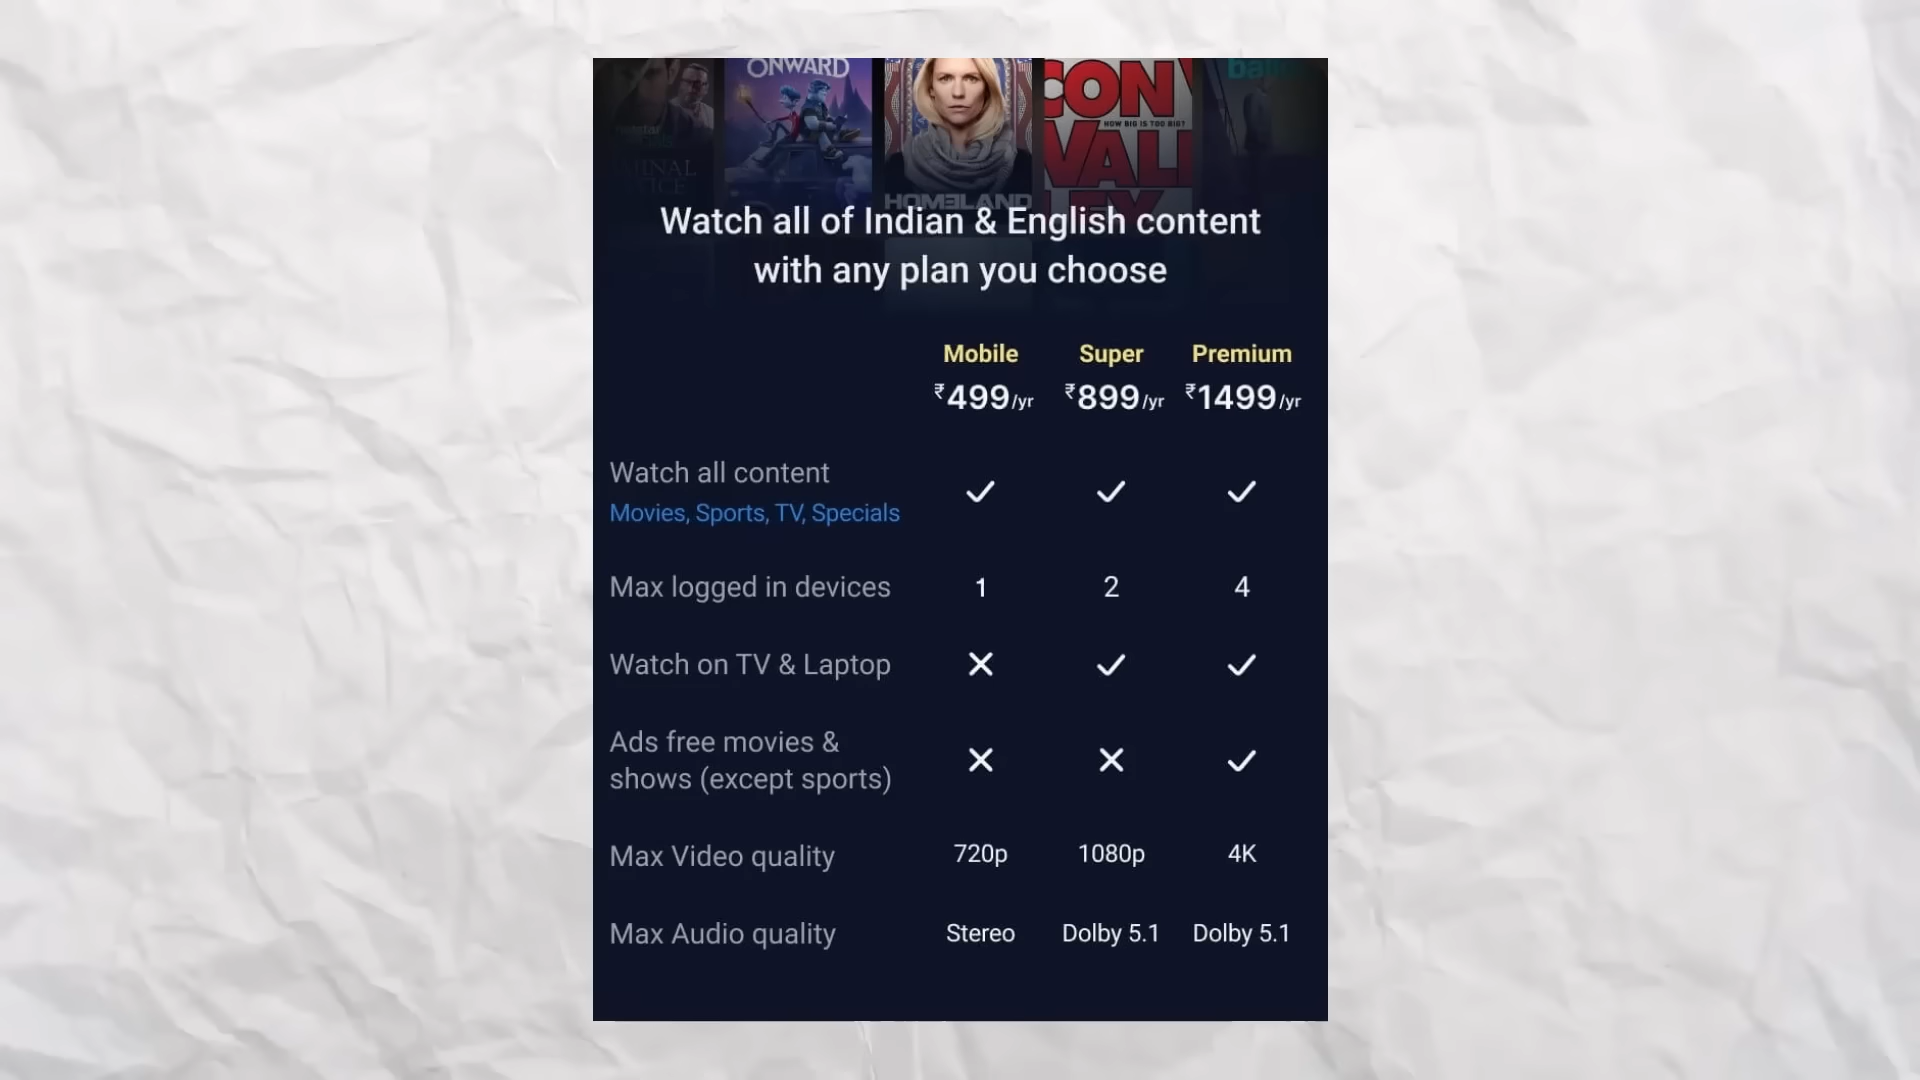 ONWARD
CON
HOW BIG IS TOO BIG?
VALL
HOMELAND
Watch all of Indian & English content
with any plan you choose
Mobile Super Premium
₹499/yr ₹899/yr ₹1499/yr
Watch all content
Movies, Sports, TV, Specials
Max logged in devices 1 2 4
Watch on TV & Laptop
Ads free movies &
shows (except sports)
Max Video quality 720p 1080p 4K
Max Audio quality Stereo Dolby 5.1 Dolby 5.1